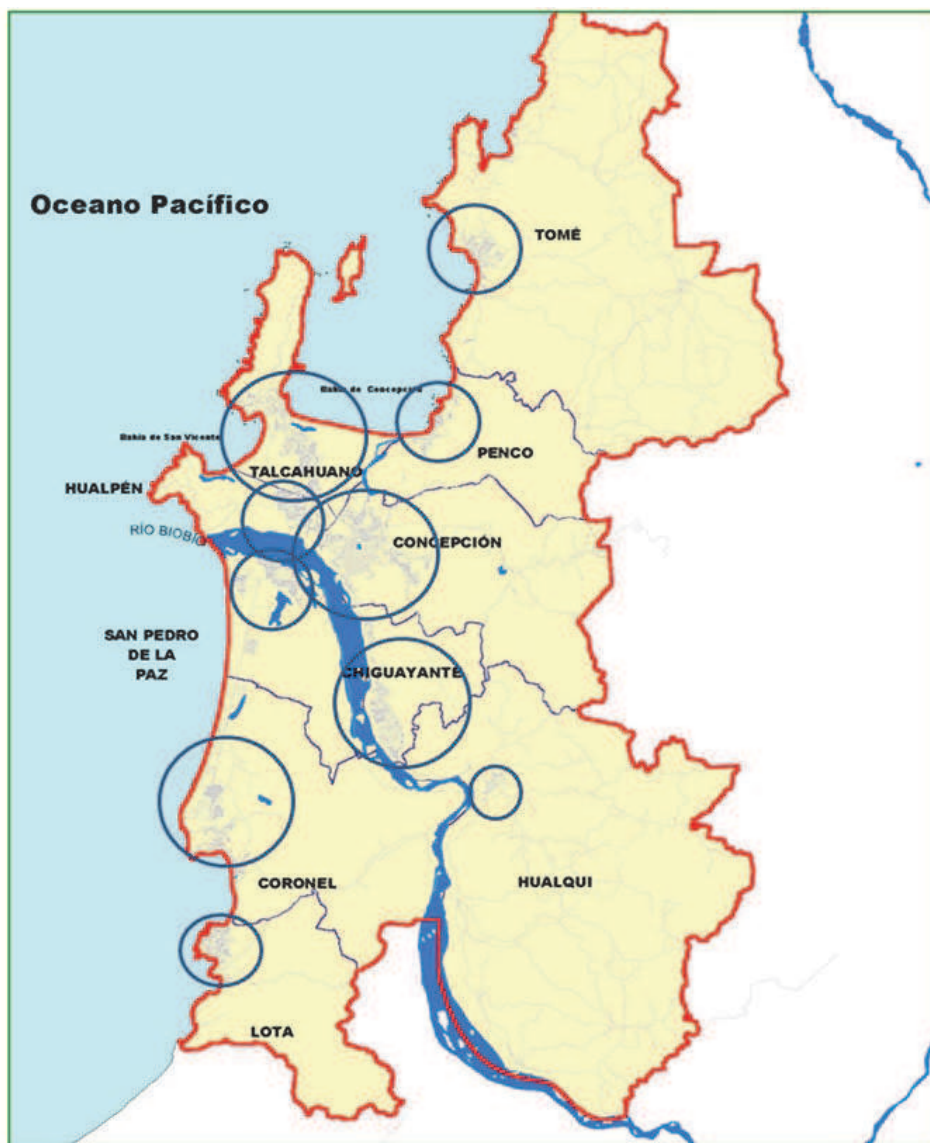 Oceano Pacífico
TOMÉ
Bahía de Concepción
Bahía de San Vicente
PENCO
TALCAHUANO
HUALPÉN
RÍO BIOBÍO
CONCEPCIÓN
SAN PEDRO
DE LA
PAZ
CHIGUAYANTE
CORONEL
HUALQUI
LOTA